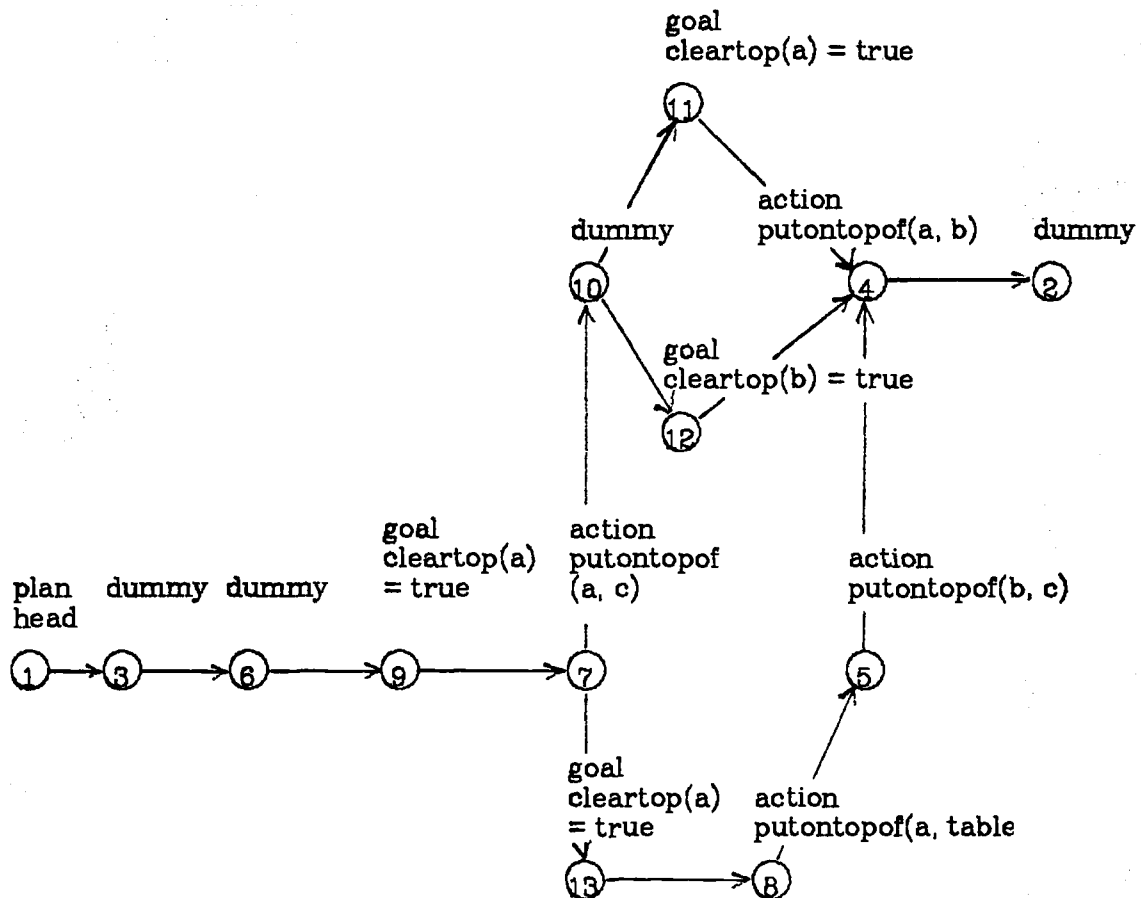 goal
cleartop(a) = true
11
action
putontopof(a, b)
dummy
dummy
10
4
2
goal
cleartop(b) = true
12
goal
cleartop(a)
= true
action
putontopof
(a, c)
action
putontopof(b, c)
plan
head
dummy
dummy
1
3
6
9
7
5
goal
cleartop(a)
= true
action
putontopof(a, table
13
8